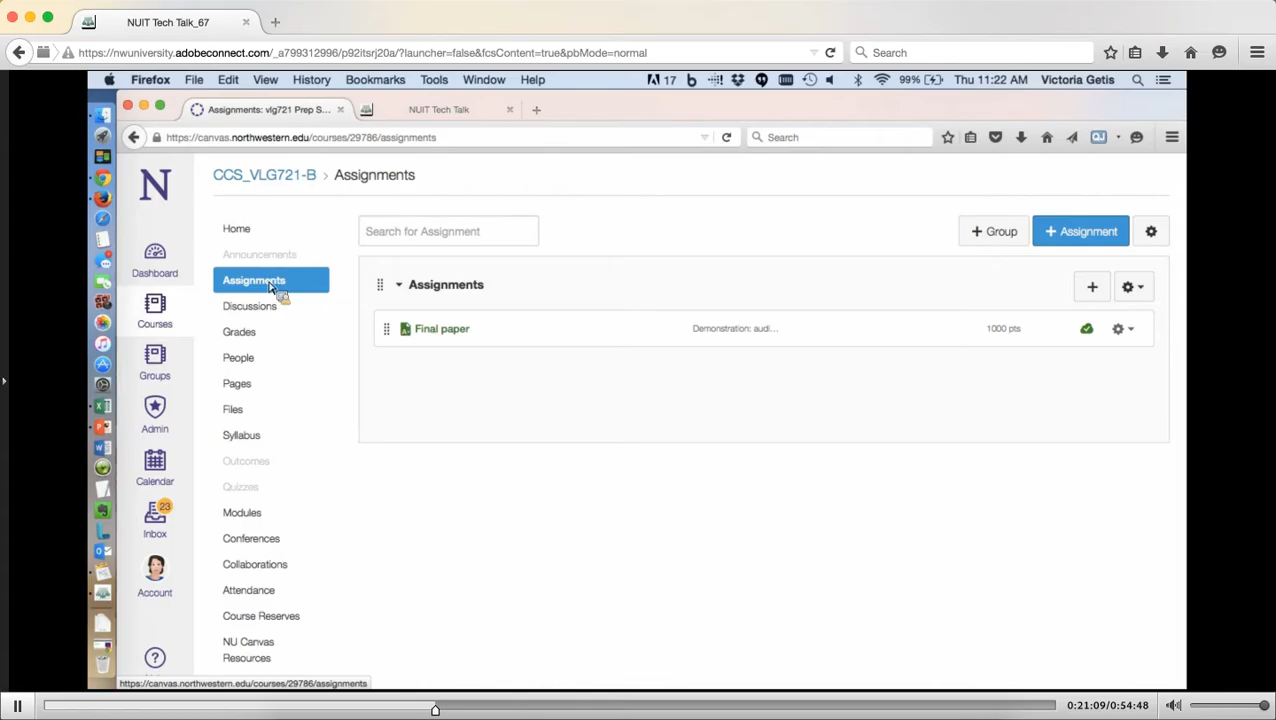 NUIT Tech Talk_67
https://nwuniversity.adobeconnect.com/_a799312996/p92itsrj20a/?launcher=false&fcsContent=true&pbMode=normal
Search
Firefox File Edit View History Bookmarks Tools Window Help
17
99%
Thu 11:22 AM
Victoria Getis
Assignments: vlg721 Prep S...
NUIT Tech Talk
https://canvas.northwestern.edu/courses/29786/assignments
Search
N
CCS_VLG721-B > Assignments
Dashboard
Courses
Groups
Admin
Calendar
23
Inbox
Account
Home
Announcements
Assignments
Discussions
Grades
People
Pages
Files
Syllabus
Outcomes
Quizzes
Modules
Conferences
Collaborations
Attendance
Course Reserves
NU Canvas
Resources
Search for Assignment
+ Group
+ Assignment
Assignments
Final paper
Demonstration: audi...
1000 pts
https://canvas.northwestern.edu/courses/29786/assignments
0:21:09/0:54:48